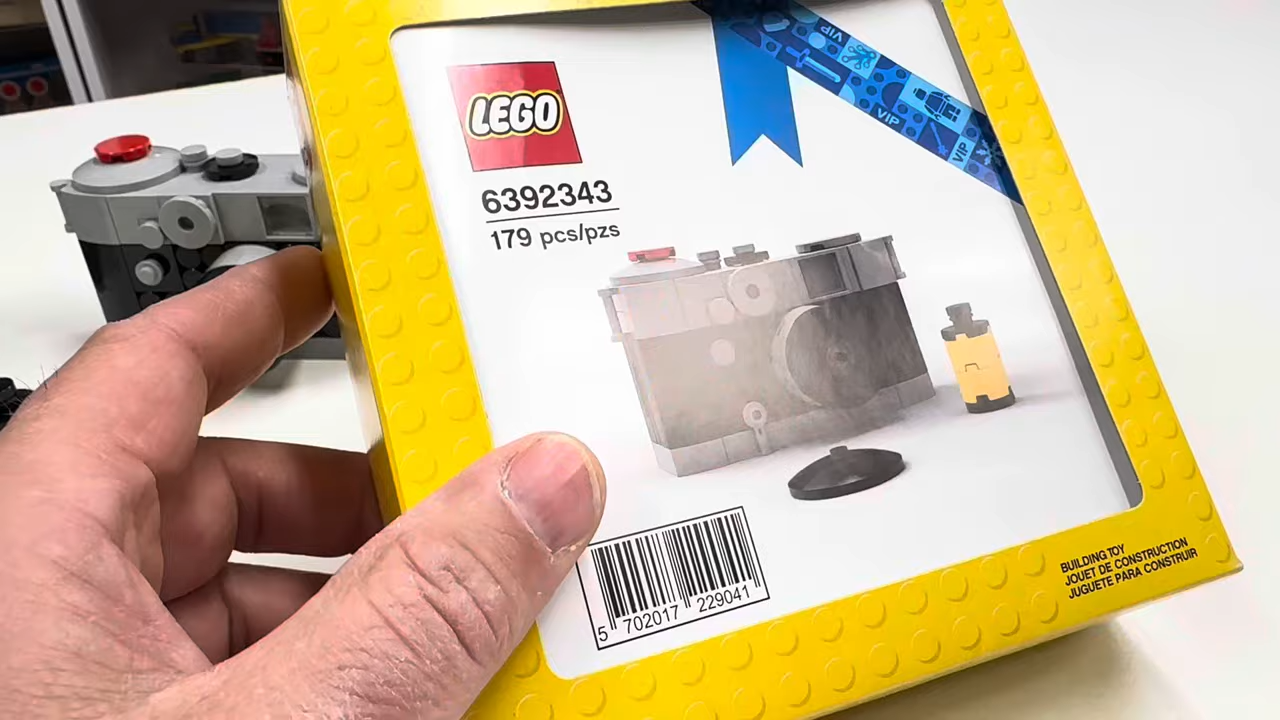 VIP
VIP
VIP
LEGO
6392343
179 pcs/pzs
5 702017 229041
BUILDING TOY
JOUET DE CONSTRUCTION
JUGUETE PARA CONSTRUIR